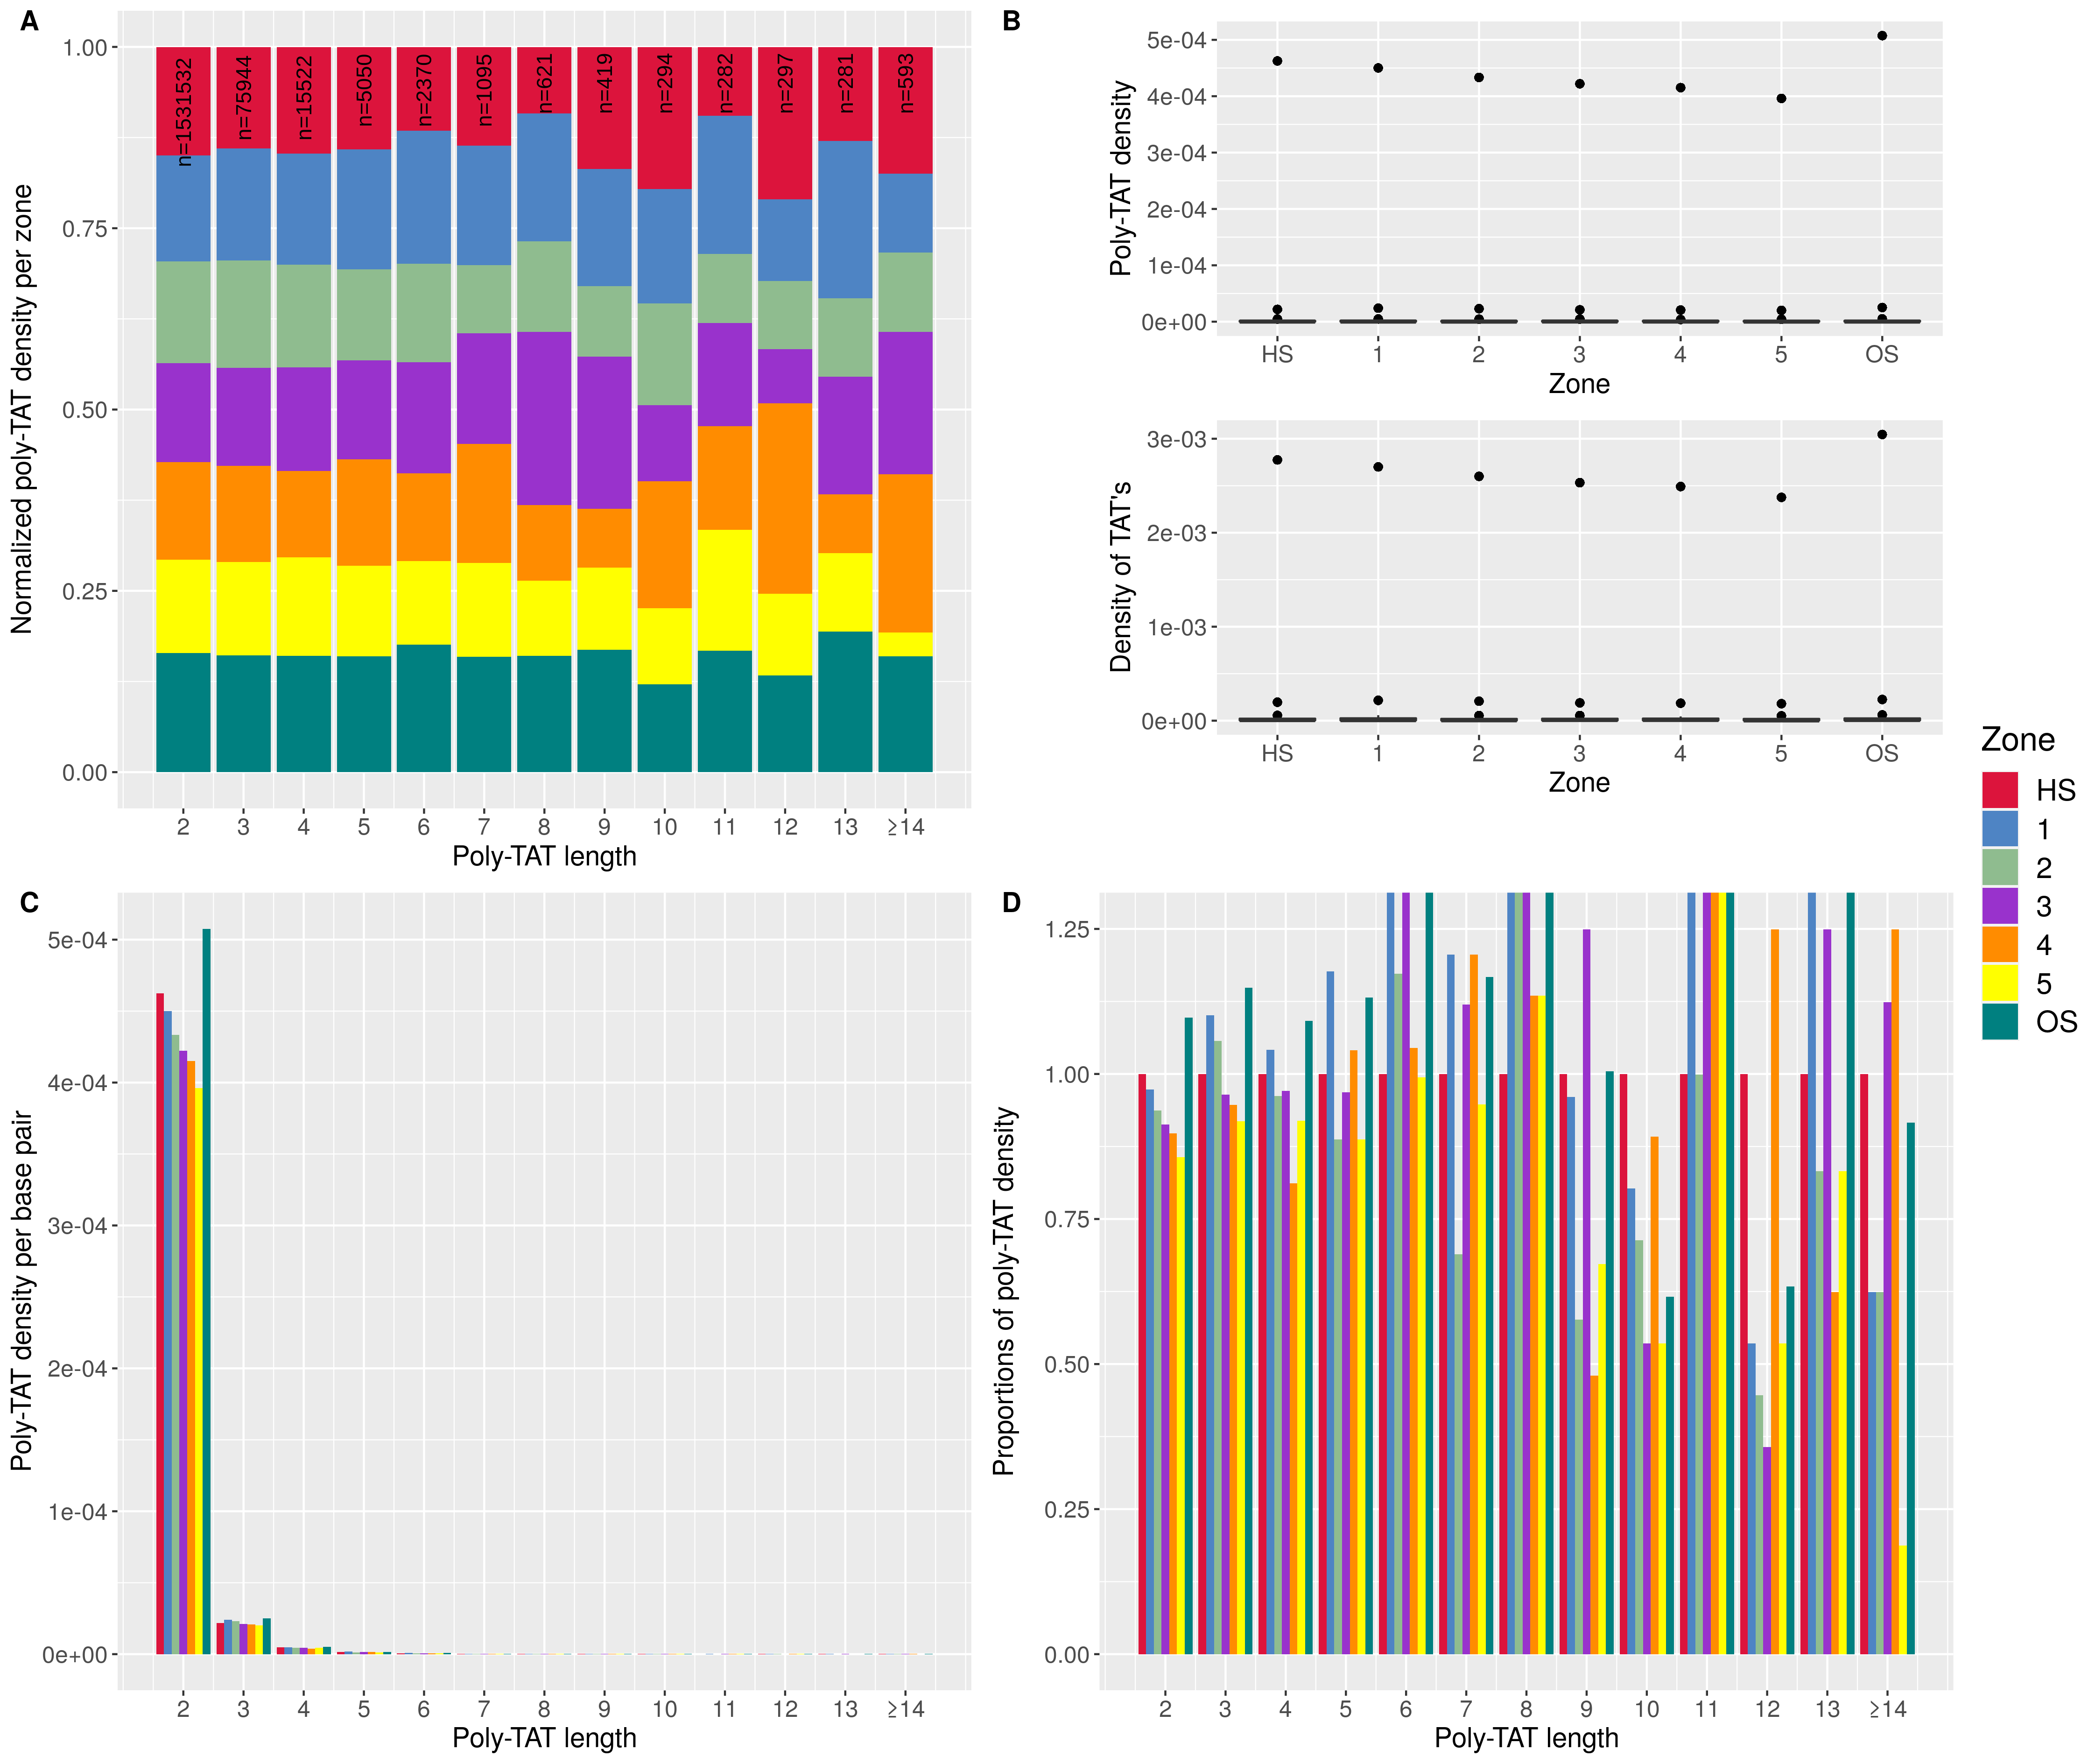 A
Normalized poly-TAT density per zone
1.00
0.75
0.50
0.25
0.00
n=1531532
n=75944
n=15522
n=5050
n=2370
n=1095
n=621
n=419
n=294
n=282
n=297
n=281
n=593
2 3 4 5 6 7 8 9 10 11 12 13 ≥14
Poly-TAT length
B
Poly-TAT density
5e-04
4e-04
3e-04
2e-04
1e-04
0e+00
HS 1 2 3 4 5 OS
Zone
Density of TAT's
3e-03
2e-03
1e-03
0e+00
HS 1 2 3 4 5 OS
Zone
Zone
HS
1
2
3
4
5
OS
C
Poly-TAT density per base pair
5e-04
4e-04
3e-04
2e-04
1e-04
0e+00
2 3 4 5 6 7 8 9 10 11 12 13 ≥14
Poly-TAT length
D
Proportions of poly-TAT density
1.25
1.00
0.75
0.50
0.25
0.00
2 3 4 5 6 7 8 9 10 11 12 13 ≥14
Poly-TAT length